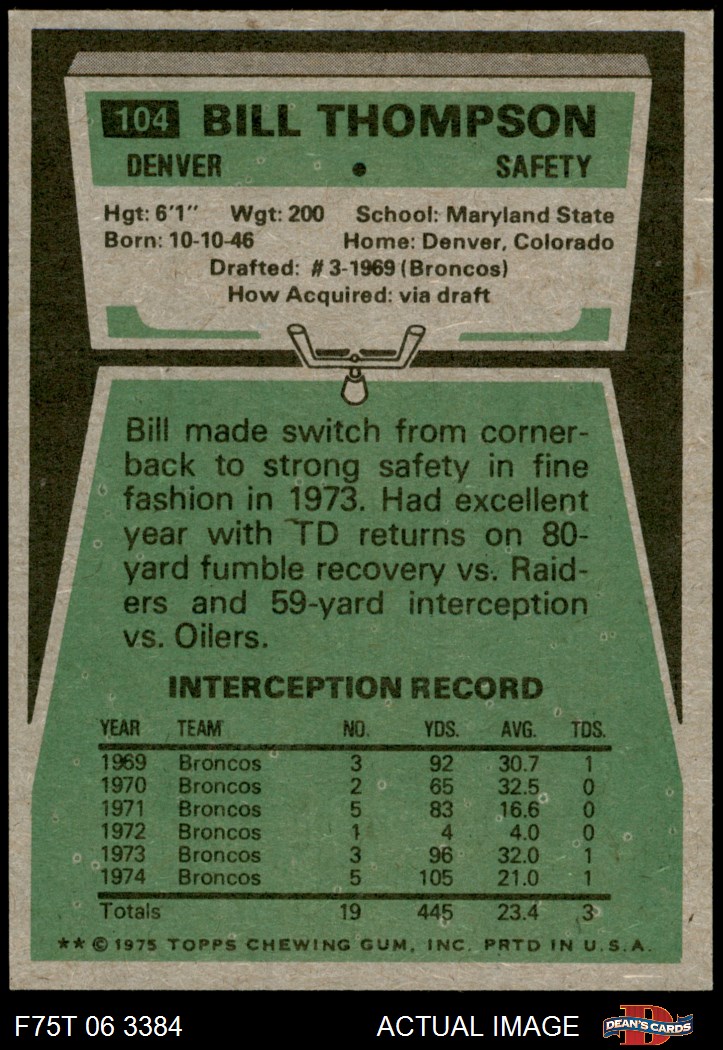 104 BILL THOMPSON
DENVER • SAFETY
Hgt: 6'1" Wgt: 200 School: Maryland State
Born: 10-10-46 Home: Denver, Colorado
Drafted: #3-1969 (Broncos)
How Acquired: via draft
Bill made switch from corner-
back to strong safety in fine
fashion in 1973. Had excellent
year with TD returns on 80-
yard fumble recovery vs. Raid-
ers and 59-yard interception
vs. Oilers.
INTERCEPTION RECORD
YEAR TEAM NO. YDS. AVG. TDS.
1969 Broncos 3 92 30.7 1
1970 Broncos 2 65 32.5 0
1971 Broncos 5 83 16.6 0
1972 Broncos 1 4 4.0 0
1973 Broncos 3 96 32.0 1
1974 Broncos 5 105 21.0 1
Totals 19 445 23.4 3
** © 1975 TOPPS CHEWING GUM, INC. PRTD IN U.S.A.
F75T 06 3384 ACTUAL IMAGE D DEAN'S CARDS